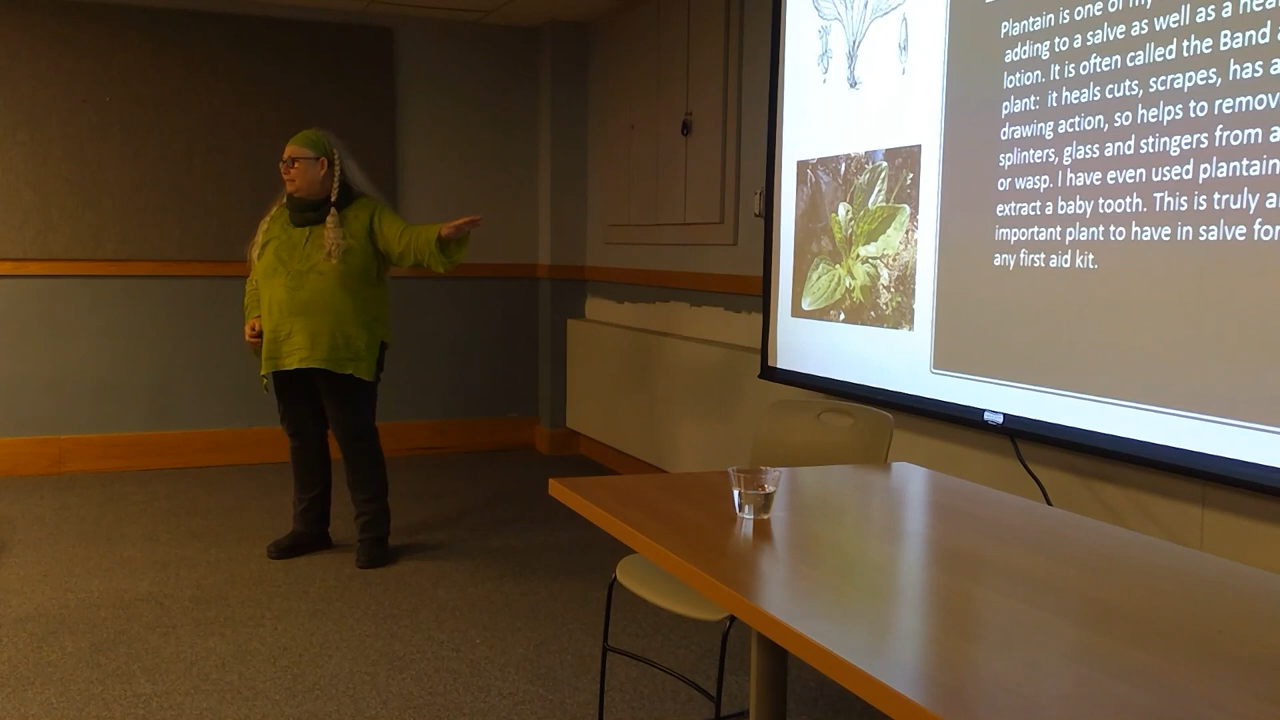 Plantain is one of my
adding to a salve as well as a
lotion. It is often called the Band
plant: it heals cuts, scrapes, has a
drawing action, so helps to remov
splinters, glass and stingers from a
or wasp. I have even used plantain
extract a baby tooth. This is truly a
important plant to have in salve for
any first aid kit.